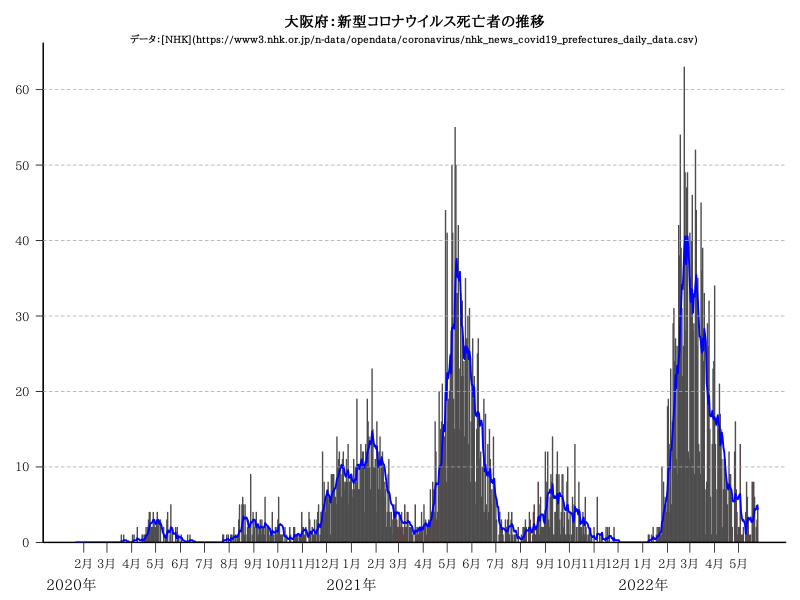 大阪府：新型コロナウイルス死亡者の推移
データ：[NHK](https://www3.nhk.or.jp/n-data/opendata/coronavirus/nhk_news_covid19_prefectures_daily_data.csv)
60
50
40
30
20
10
0
2月 3月 4月 5月 6月 7月 8月 9月 10月 11月 12月 1月 2月 3月 4月 5月 6月 7月 8月 9月 10月 11月 12月 1月 2月 3月 4月 5月
2020年 2021年 2022年